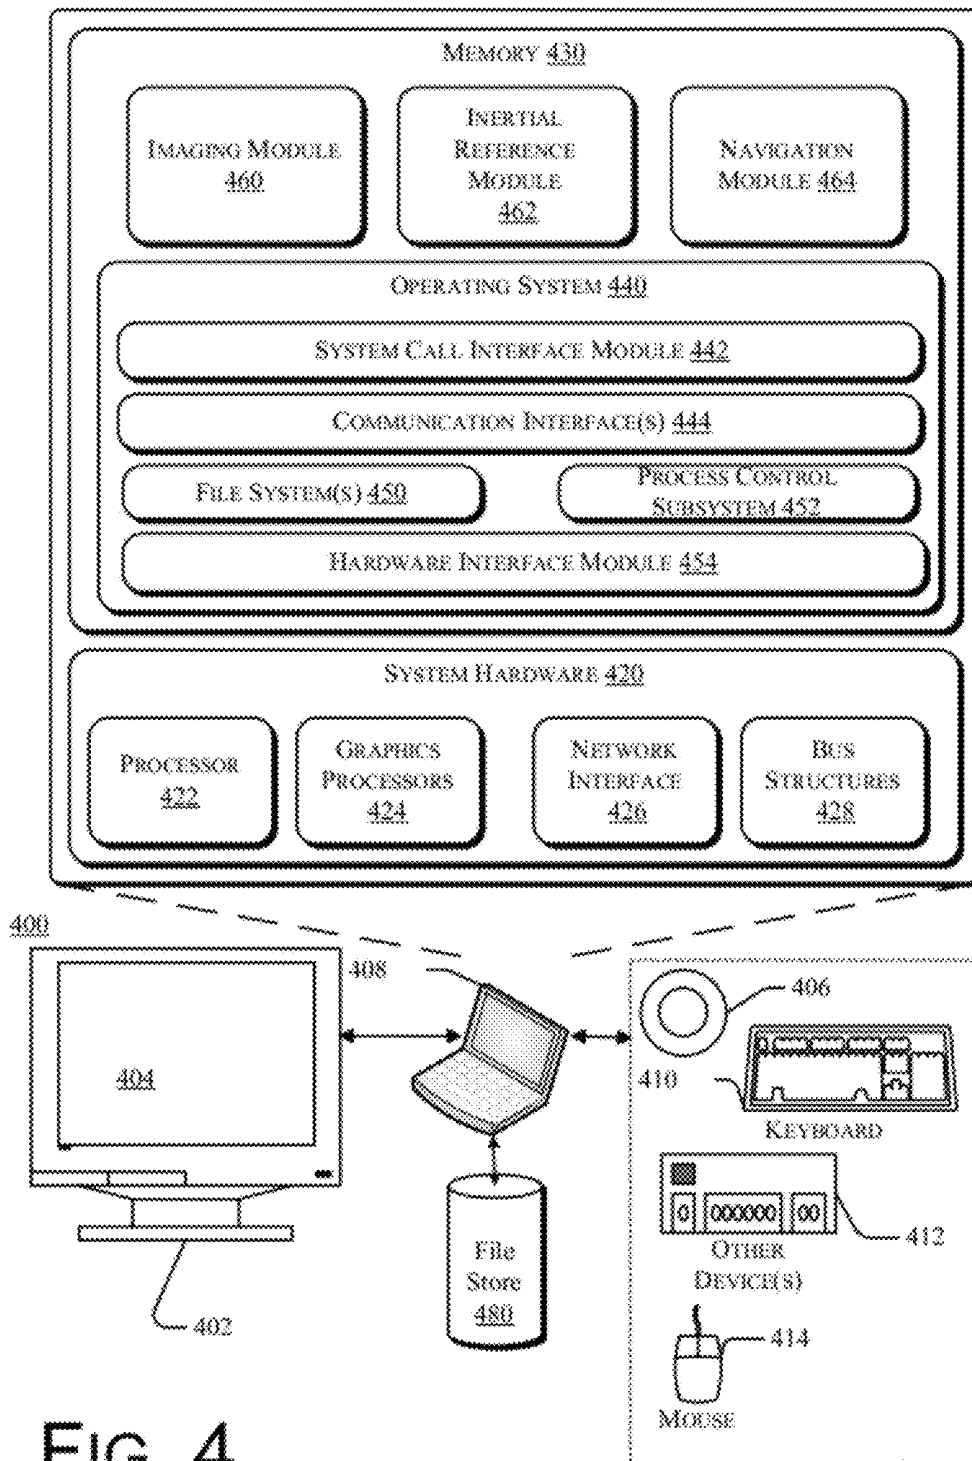 MEMORY 430
IMAGING MODULE
460
INERTIAL
REFERENCE
MODULE
462
NAVIGATION
MODULE 464
OPERATING SYSTEM 440
SYSTEM CALL INTERFACE MODULE 442
COMMUNICATION INTERFACE(S) 444
FILE SYSTEM(S) 450
PROCESS CONTROL
SUBSYSTEM 452
HARDWARE INTERFACE MODULE 454
SYSTEM HARDWARE 420
PROCESSOR
422
GRAPHICS
PROCESSORS
424
NETWORK
INTERFACE
426
BUS
STRUCTURES
428
400
408
406
404
410
KEYBOARD
0 000000 00
412
OTHER
DEVICE(S)
File
Store
480
402
414
MOUSE
FIG. 4